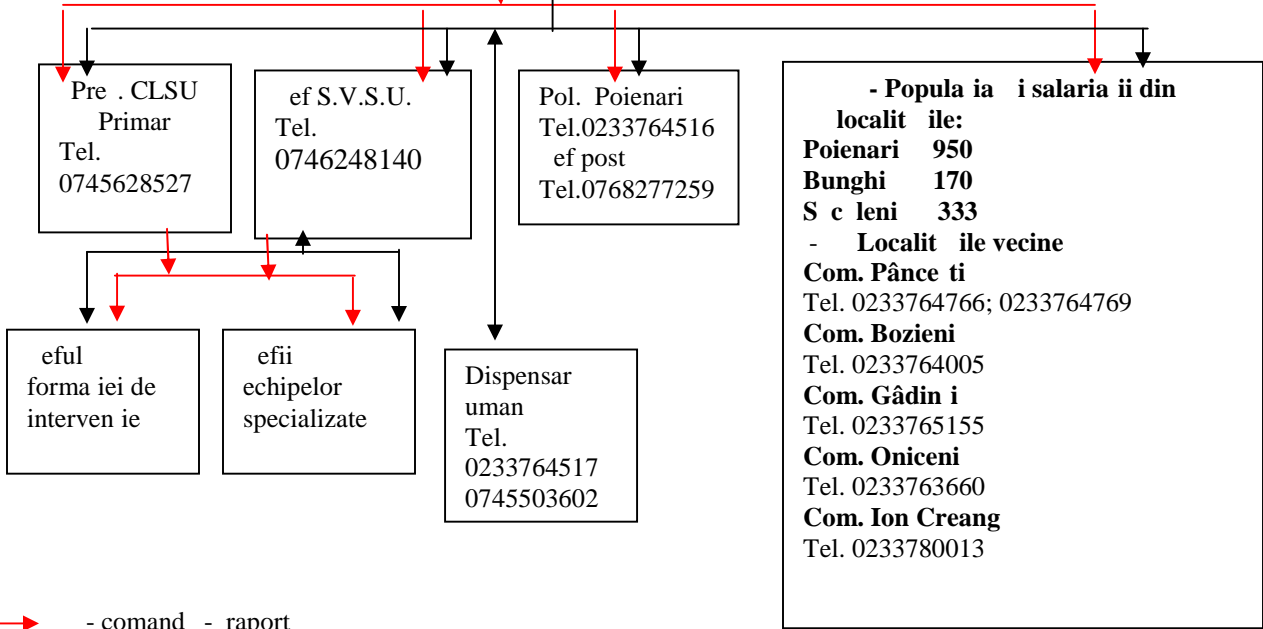 Pre . CLSU
Primar
Tel.
0745628527
ef S.V.S.U.
Tel.
0746248140
Pol. Poienari
Tel.0233764516
ef post
Tel.0768277259
- Popula ia i salaria ii din
localit ile:
Poienari 950
Bunghi 170
S c leni 333
- Localit ile vecine
Com. Pânce ti
Tel. 0233764766; 0233764769
Com. Bozieni
Tel. 0233764005
Com. Gâdin i
Tel. 0233765155
Com. Oniceni
Tel. 0233763660
Com. Ion Creang
Tel. 0233780013
eful
forma iei de
interven ie
efii
echipelor
specializate
Dispensar
uman
Tel.
0233764517
0745503602
- comand - raport